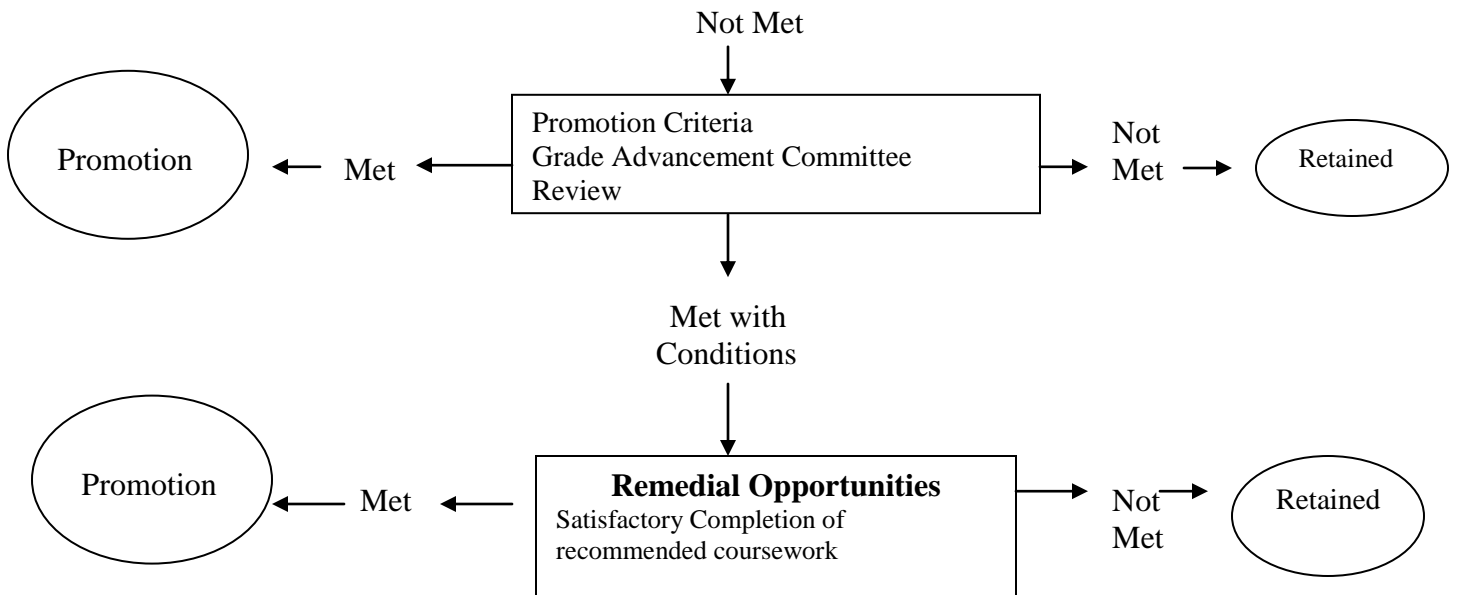 Not Met
Promotion Criteria
Grade Advancement Committee
Review
Promotion
Met
Not
Met
Retained
Met with
Conditions
Remedial Opportunities
Satisfactory Completion of
recommended coursework
Promotion
Met
Not
Met
Retained